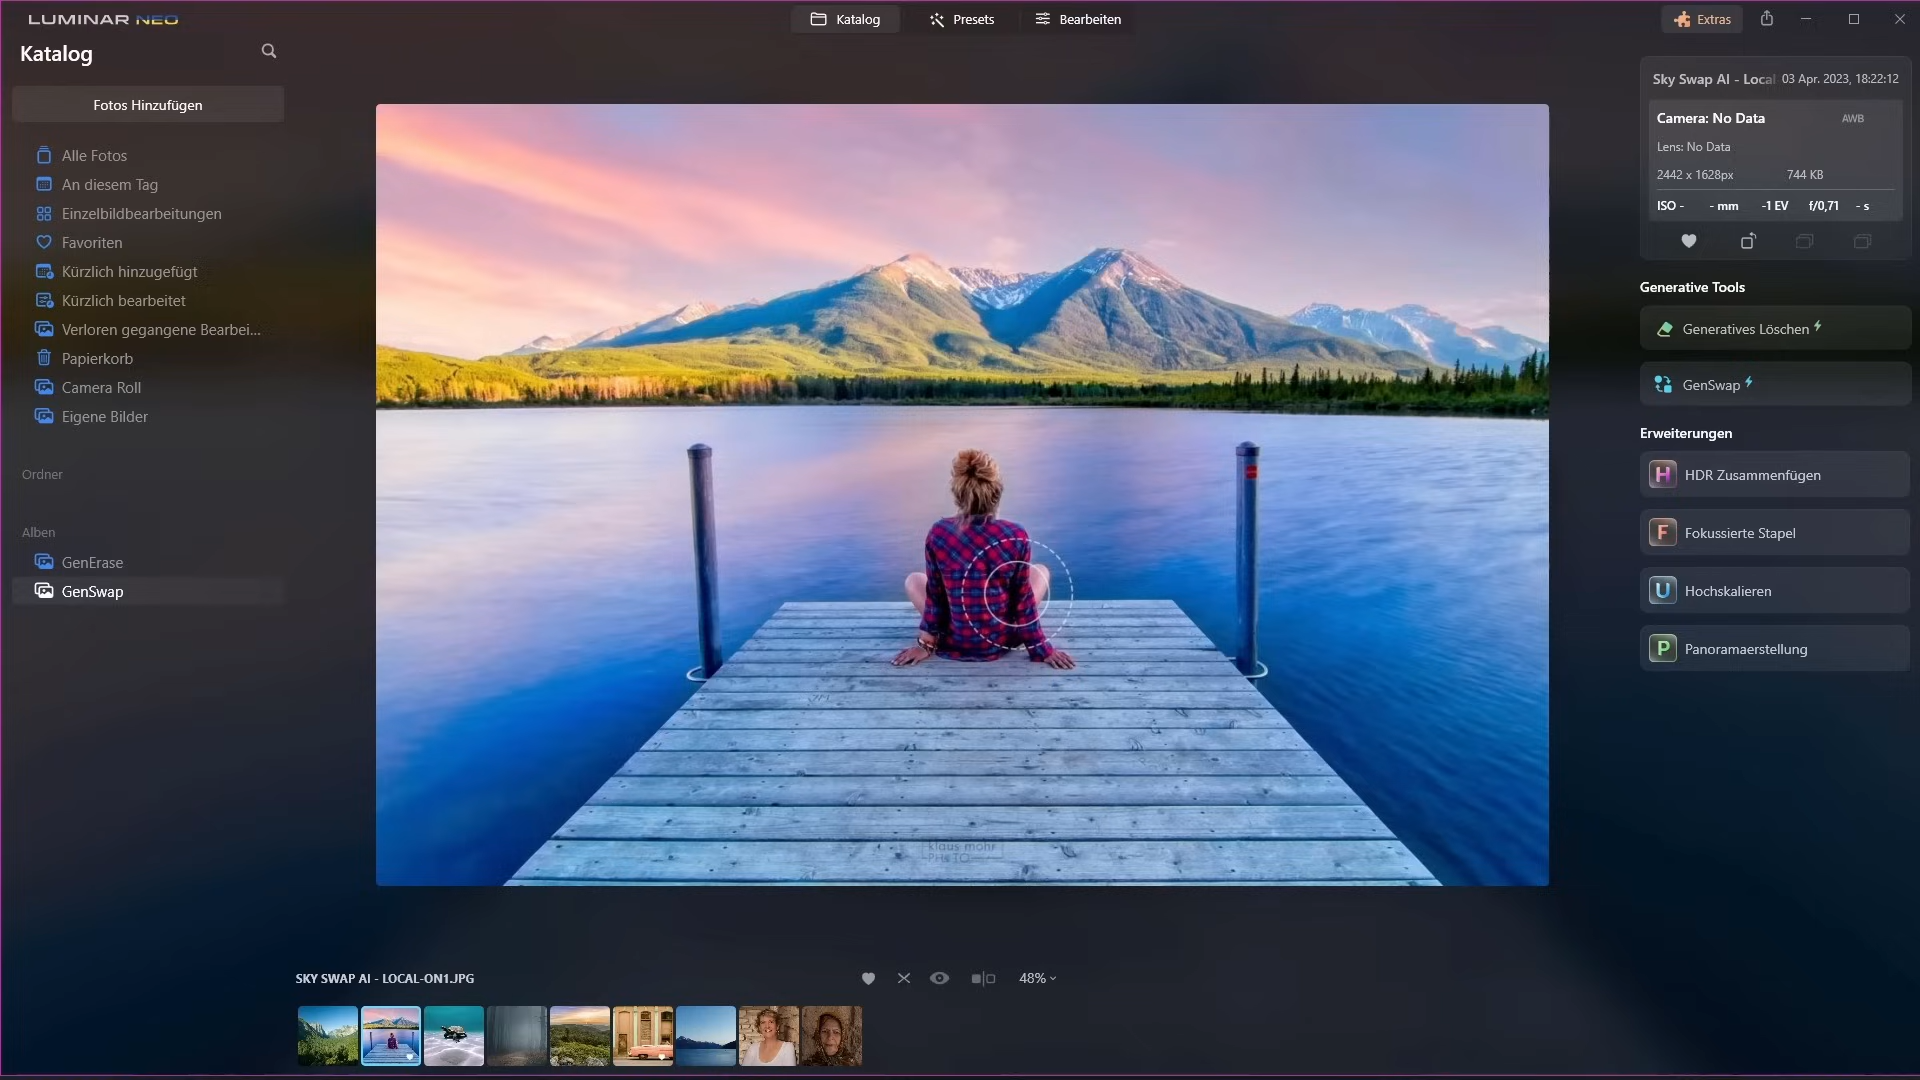 LUMINAR NEO
Katalog
Presets
Bearbeiten
Extras
Katalog
Fotos Hinzufügen
Alle Fotos
An diesem Tag
Einzelbildbearbeitungen
Favoriten
Kürzlich hinzugefügt
Kürzlich bearbeitet
Verloren gegangene Bearbei...
Papierkorb
Camera Roll
Eigene Bilder
Ordner
Alben
GenErase
GenSwap
klaus mohr
Sky Swap AI - Local 03 Apr. 2023, 18:22:12
Camera: No Data AWB
Lens: No Data
2442 x 1628px 744 KB
ISO - - mm -1 EV f/0,71 - s
Generative Tools
Generatives Löschen
GenSwap
Erweiterungen
H HDR Zusammenfügen
F Fokussierte Stapel
U Hochskalieren
P Panoramaerstellung
SKY SWAP AI - LOCAL-ON1.JPG
48%